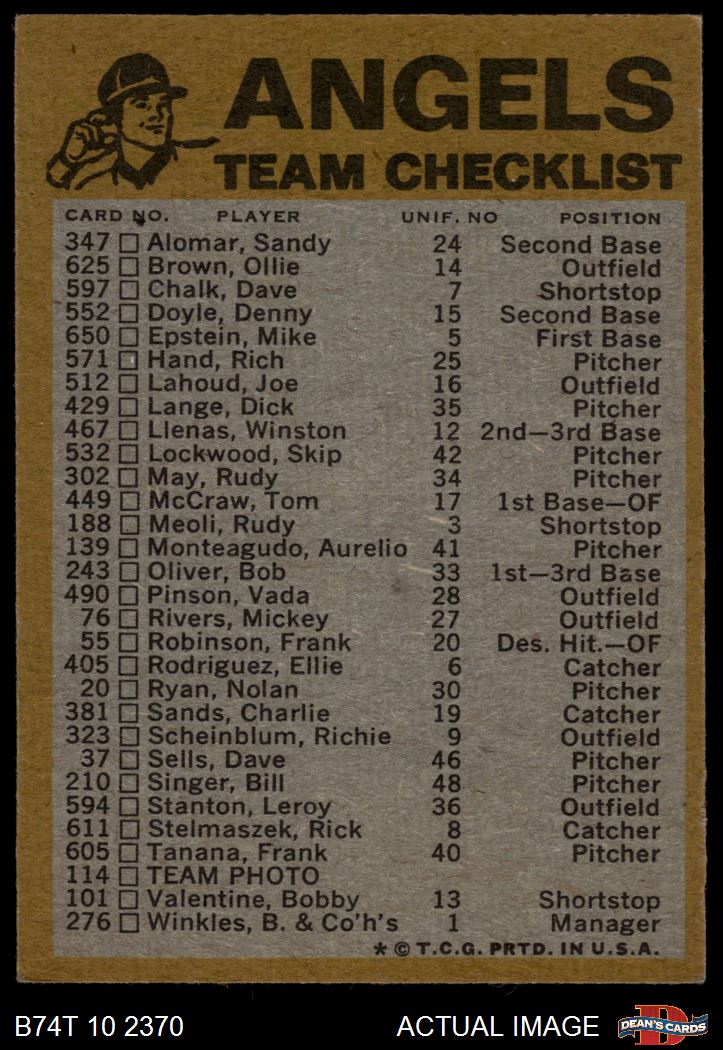 ANGELS
TEAM CHECKLIST
CARD NO. PLAYER UNIF. NO POSITION
347 Alomar, Sandy 24 Second Base
625 Brown, Ollie 14 Outfield
597 Chalk, Dave 7 Shortstop
552 Doyle, Denny 15 Second Base
650 Epstein, Mike 5 First Base
571 Hand, Rich 25 Pitcher
512 Lahoud, Joe 16 Outfield
429 Lange, Dick 35 Pitcher
467 Llenas, Winston 12 2nd—3rd Base
532 Lockwood, Skip 42 Pitcher
302 May, Rudy 34 Pitcher
449 McCraw, Tom 17 1st Base—OF
188 Meoli, Rudy 3 Shortstop
139 Monteagudo, Aurelio 41 Pitcher
243 Oliver, Bob 33 1st—3rd Base
490 Pinson, Vada 28 Outfield
76 Rivers, Mickey 27 Outfield
55 Robinson, Frank 20 Des. Hit.—OF
405 Rodriguez, Ellie 6 Catcher
20 Ryan, Nolan 30 Pitcher
381 Sands, Charlie 19 Catcher
323 Scheinblum, Richie 9 Outfield
37 Sells, Dave 46 Pitcher
210 Singer, Bill 48 Pitcher
594 Stanton, Leroy 36 Outfield
611 Stelmaszek, Rick 8 Catcher
605 Tanana, Frank 40 Pitcher
114 TEAM PHOTO
101 Valentine, Bobby 13 Shortstop
276 Winkles, B. & Co'h's 1 Manager
* © T.C.G. PRTD. IN U.S.A.
B74T 10 2370 ACTUAL IMAGE DEAN'S CARDS